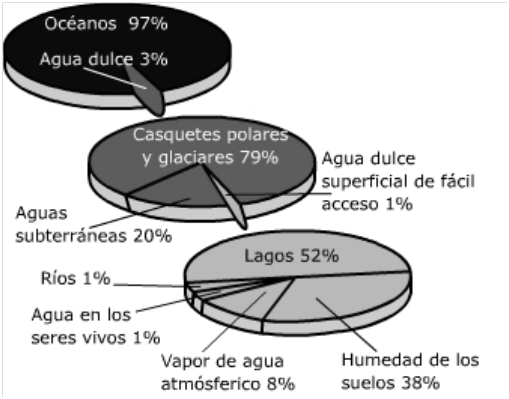 Océanos 97%
Agua dulce 3%
Casquetes polares
y glaciares 79%
Agua dulce
superficial de fácil
acceso 1%
Aguas
subterráneas 20%
Lagos 52%
Ríos 1%
Agua en los
seres vivos 1%
Vapor de agua
atmósferico 8%
Humedad de los
suelos 38%